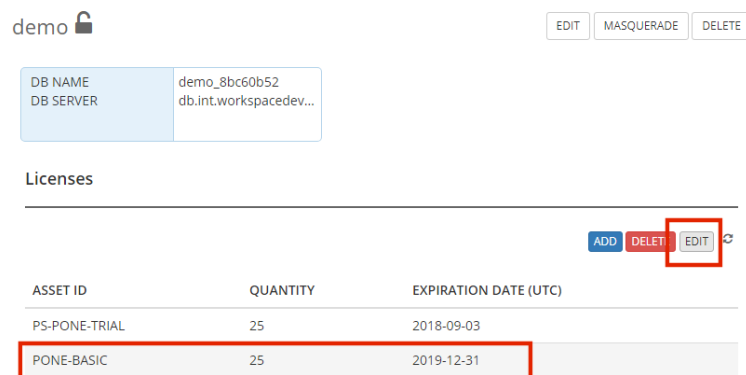 demo
EDIT MASQUERADE DELETE
DB NAME demo_8bc60b52
DB SERVER db.int.workspacedev...
Licenses
ADD DELETE EDIT
ASSET ID QUANTITY EXPIRATION DATE (UTC)
PS-PONE-TRIAL 25 2018-09-03
PONE-BASIC 25 2019-12-31